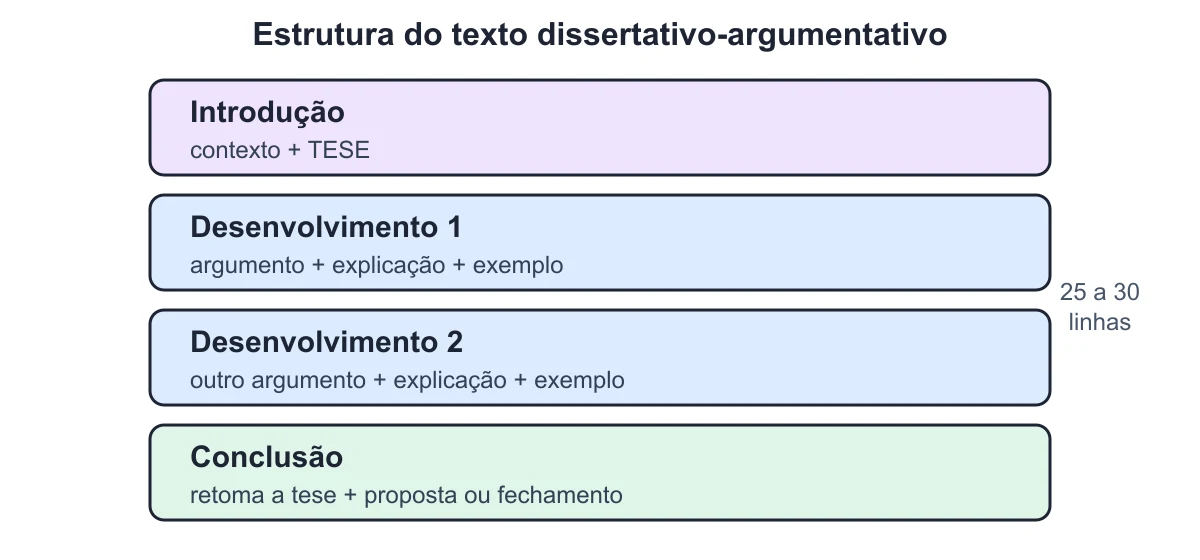 Estrutura do texto dissertativo-argumentativo
Introdução
contexto + TESE
Desenvolvimento 1
argumento + explicação + exemplo
Desenvolvimento 2
outro argumento + explicação + exemplo
Conclusão
retoma a tese + proposta ou fechamento
25 a 30
linhas